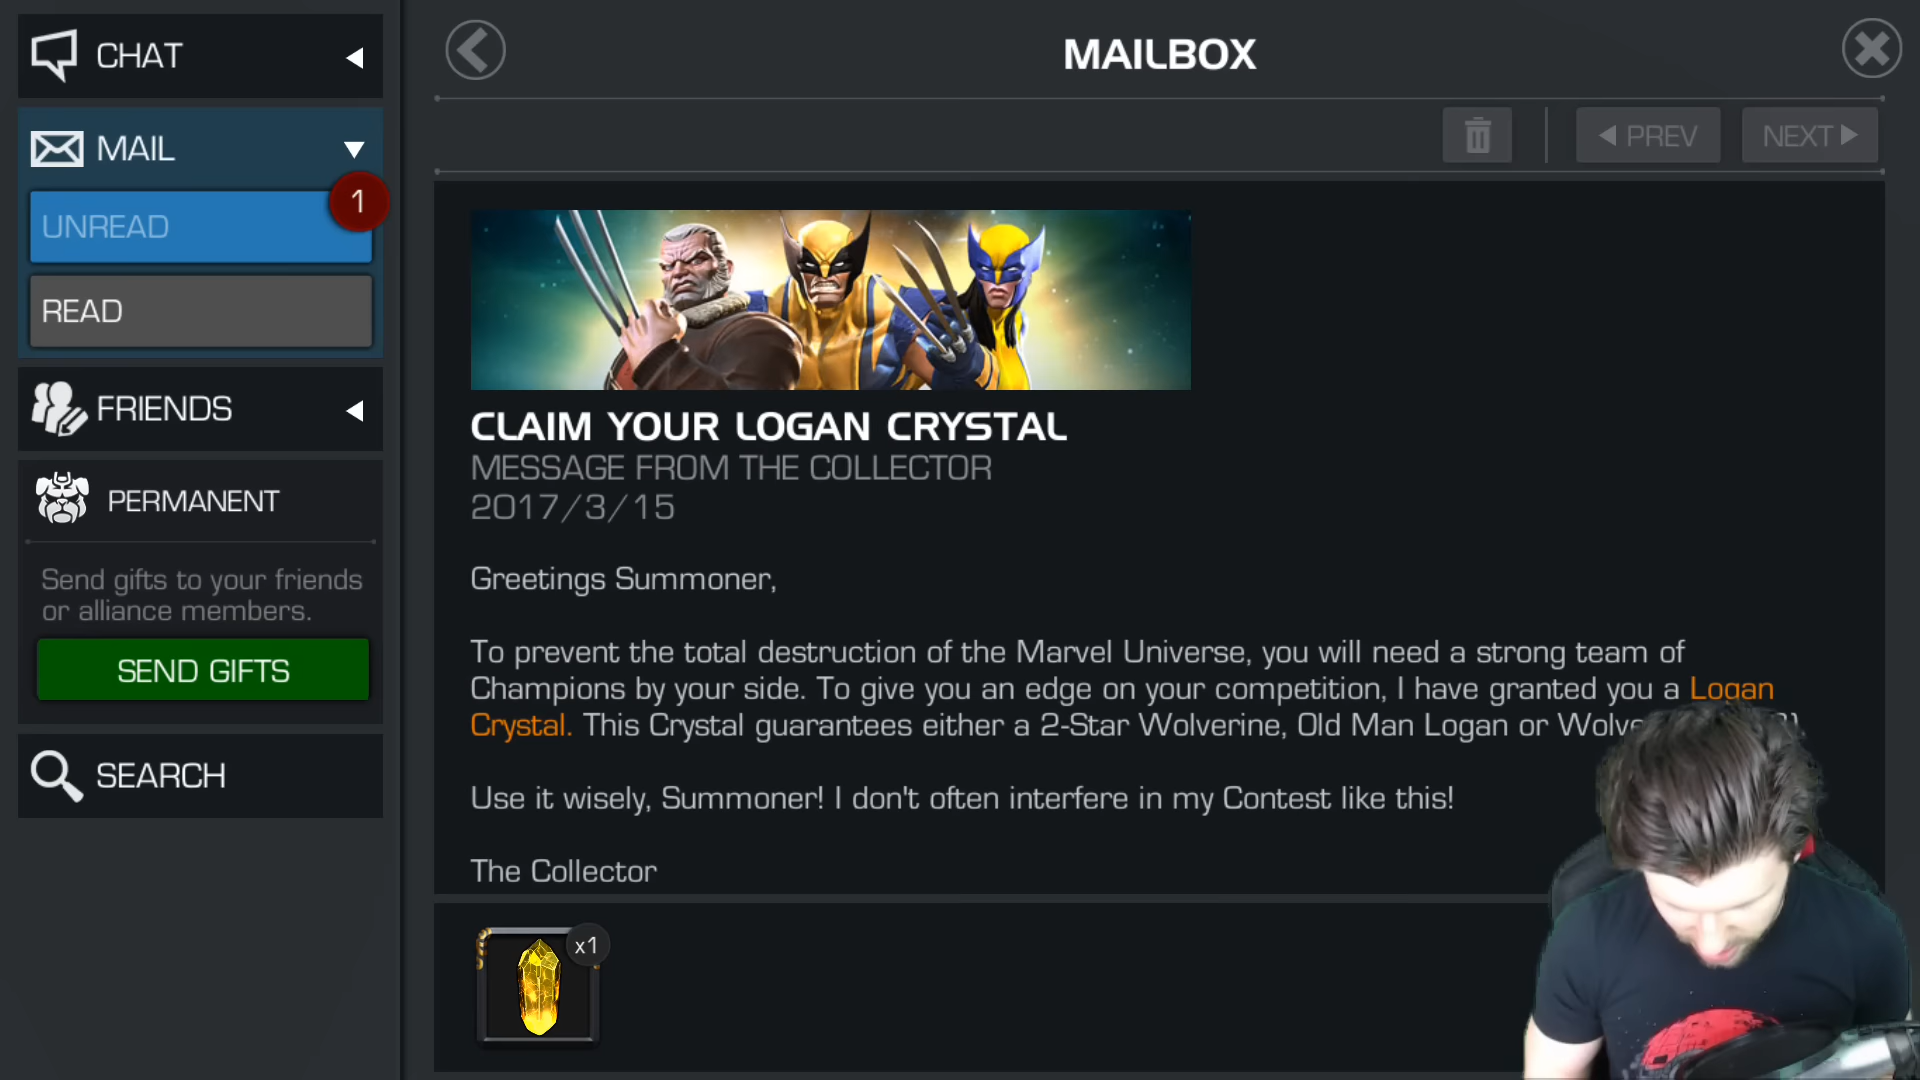 CHAT
MAIL
1
UNREAD
READ
FRIENDS
PERMANENT
Send gifts to your friends
or alliance members.
SEND GIFTS
SEARCH
MAILBOX
PREV
NEXT
CLAIM YOUR LOGAN CRYSTAL
MESSAGE FROM THE COLLECTOR
2017/3/15
Greetings Summoner,
To prevent the total destruction of the Marvel Universe, you will need a strong team of
Champions by your side. To give you an edge on your competition, I have granted you a Logan
Crystal. This Crystal guarantees either a 2-Star Wolverine, Old Man Logan or
Use it wisely, Summoner! I don't often interfere in my Contest like this!
The Collector
x1